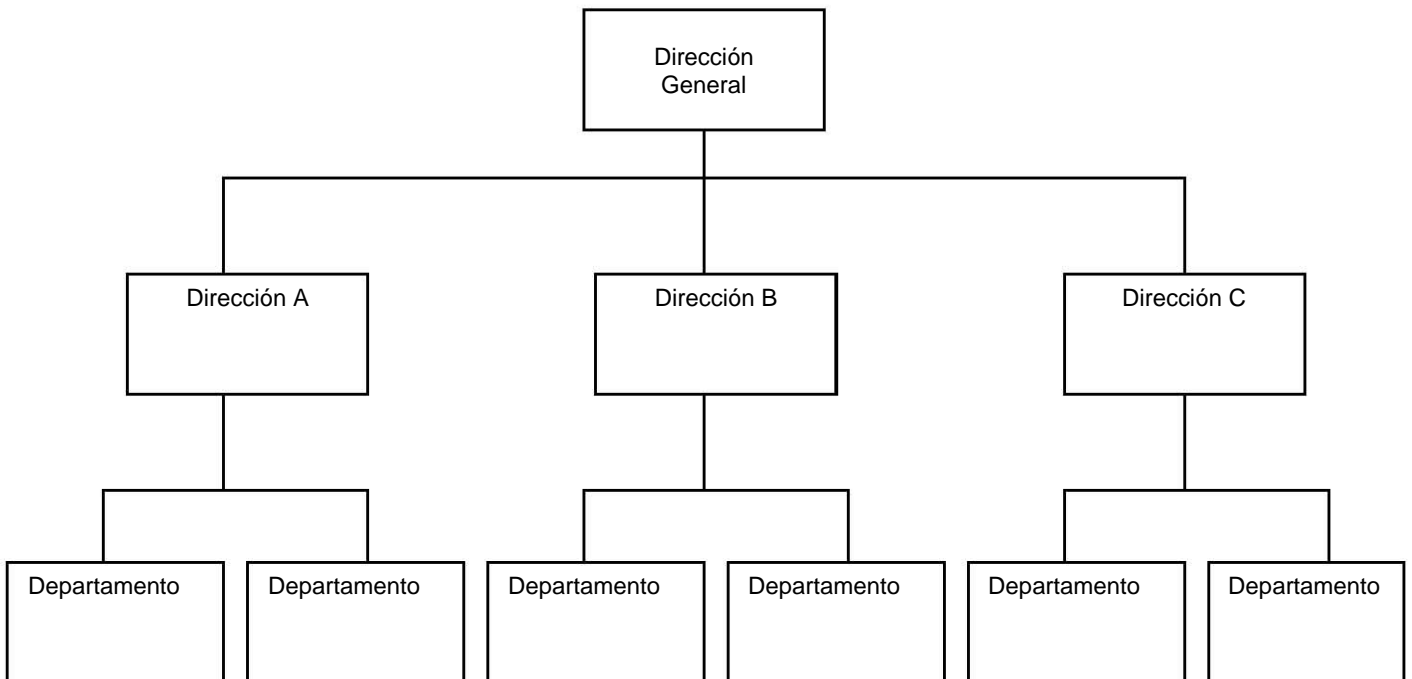 Dirección
General
Dirección A
Dirección B
Dirección C
Departamento
Departamento
Departamento
Departamento
Departamento
Departamento